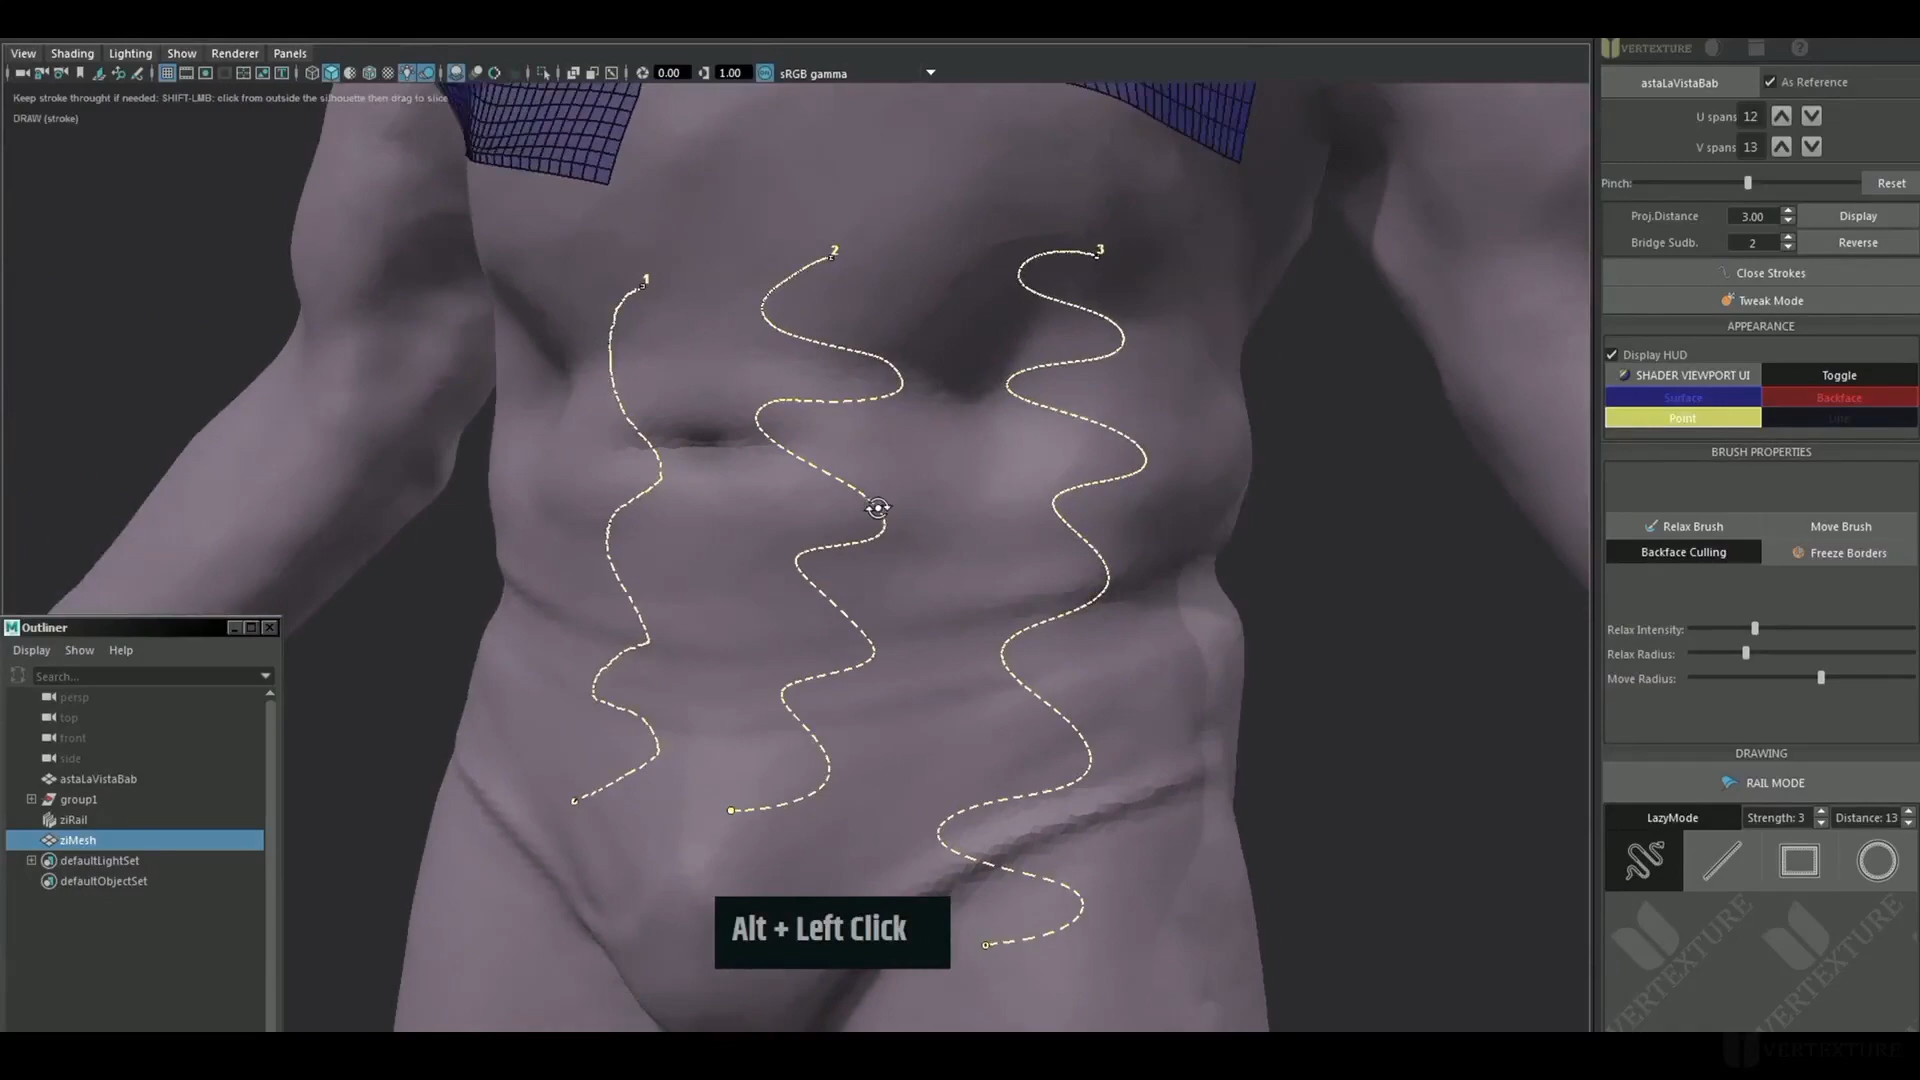 View Shading Lighting Show Renderer Panels
0.00 1.00 sRGB gamma
Keep stroke throught if needed: SHIFT-LMB: click from outside the silhouette then drag to slice
DRAW (stroke)
1
2
3
Alt + Left Click
Outliner
Display Show Help
Search...
persp
top
front
side
astaLaVistaBab
group1
ziRail
ziMesh
defaultLightSet
defaultObjectSet
VERTEXTURE
astaLaVistaBab As Reference
U spans 12
V spans 13
Pinch: Reset
Proj.Distance 3.00 Display
Bridge Sudb. 2 Reverse
Close Strokes
Tweak Mode
APPEARANCE
Display HUD
SHADER VIEWPORT UI Toggle
Surface Backface
Point Line
BRUSH PROPERTIES
Relax Brush Move Brush
Backface Culling Freeze Borders
Relax Intensity:
Relax Radius:
Move Radius:
DRAWING
RAIL MODE
LazyMode Strength: 3 Distance: 13
VERTEXTURE VERTEXTURE
VERTEXTURE